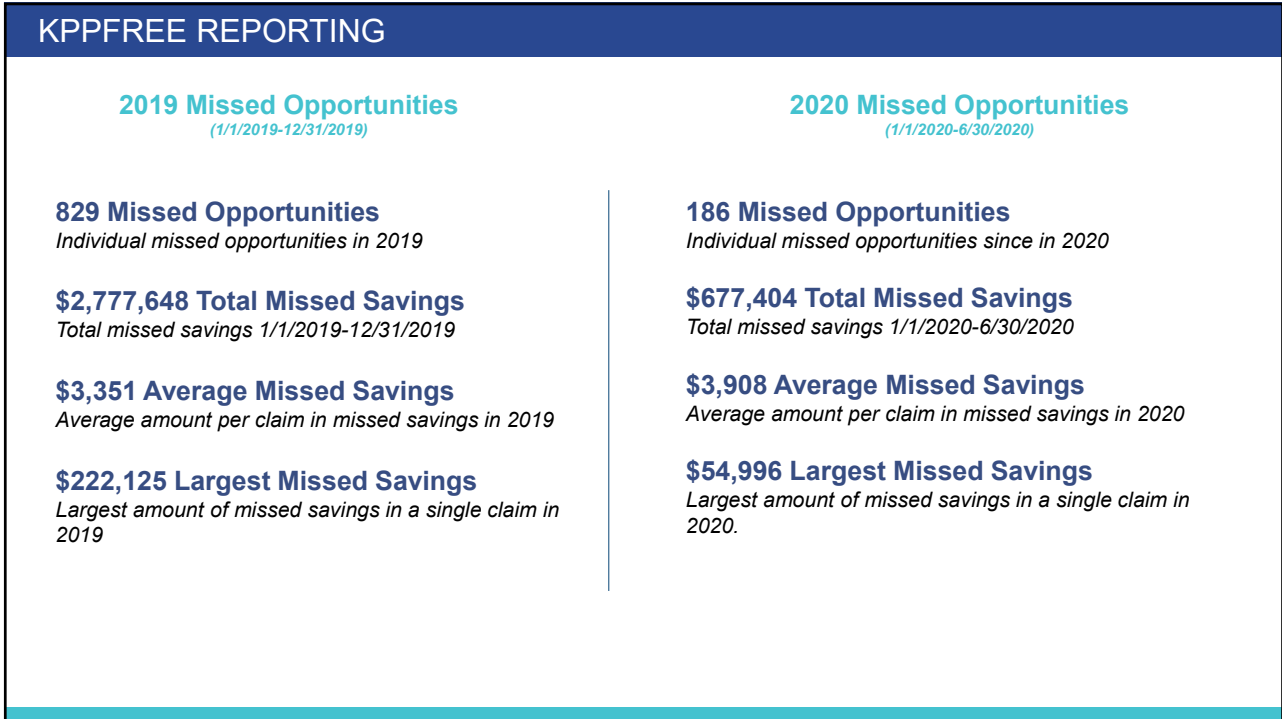 KPPFREE REPORTING
2019 Missed Opportunities
(1/1/2019-12/31/2019)
829 Missed Opportunities
Individual missed opportunities in 2019
$2,777,648 Total Missed Savings
Total missed savings 1/1/2019-12/31/2019
$3,351 Average Missed Savings
Average amount per claim in missed savings in 2019
$222,125 Largest Missed Savings
Largest amount of missed savings in a single claim in
2019
2020 Missed Opportunities
(1/1/2020-6/30/2020)
186 Missed Opportunities
Individual missed opportunities since in 2020
$677,404 Total Missed Savings
Total missed savings 1/1/2020-6/30/2020
$3,908 Average Missed Savings
Average amount per claim in missed savings in 2020
$54,996 Largest Missed Savings
Largest amount of missed savings in a single claim in
2020.